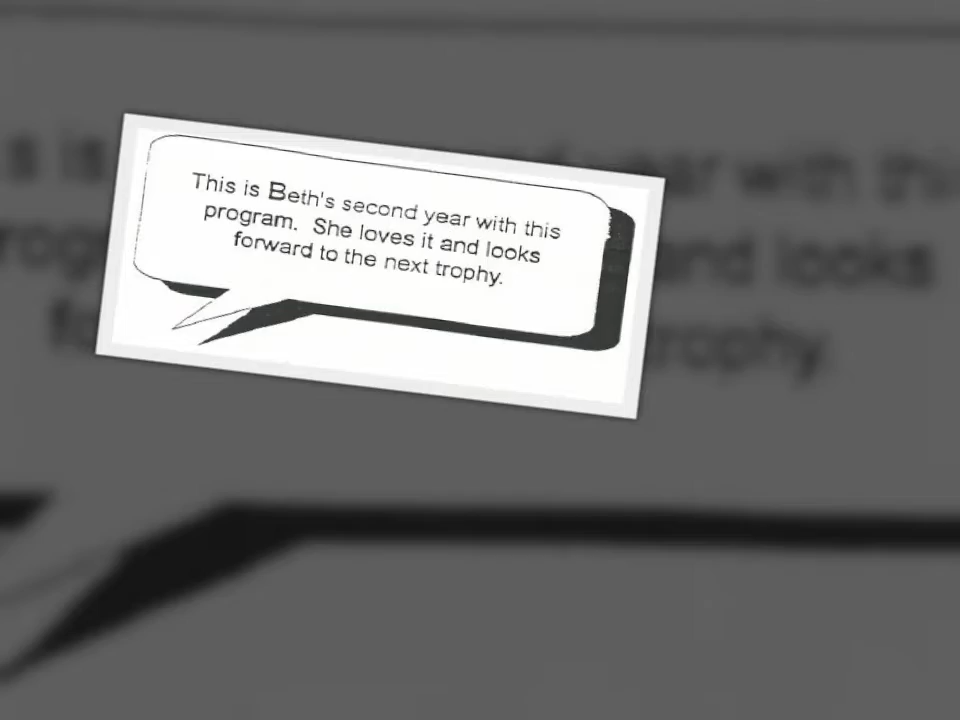 This is Beth's second year with this
program. She loves it and looks
forward to the next trophy.